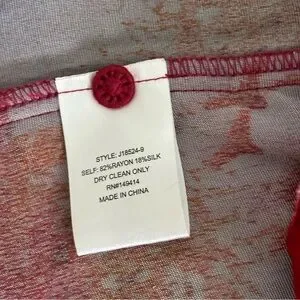 STYLE: J18524-9
SELF: 82%RAYON 18%SILK
DRY CLEAN ONLY
RN#149414
MADE IN CHINA